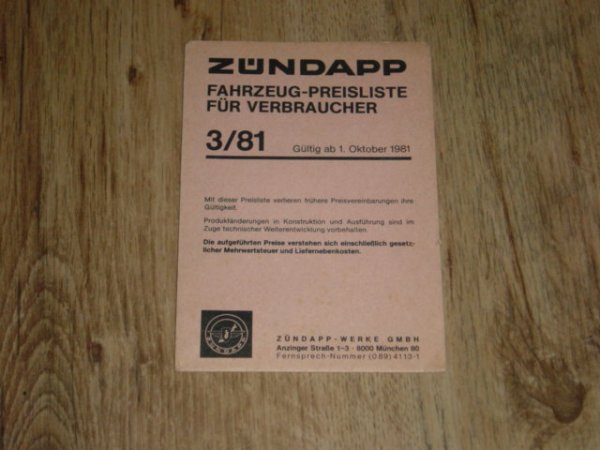 ZÜNDAPP
FAHRZEUG-PREISLISTE
FÜR VERBRAUCHER
3/81 Gültig ab 1. Oktober 1981
Mit dieser Preisliste verlieren frühere Preisvereinbarungen ihre
Gültigkeit.
Produktänderungen in Konstruktion und Ausführung sind im
Zuge technischer Weiterentwicklung vorbehalten.
Die aufgeführten Preise verstehen sich einschließlich gesetz-
licher Mehrwertsteuer und Liefernebenkosten.
ZÜNDAPP
ZÜNDAPP-WERKE GMBH
Anzinger Straße 1–3 · 8000 München 80
Fernsprech-Nummer (089) 4113-1